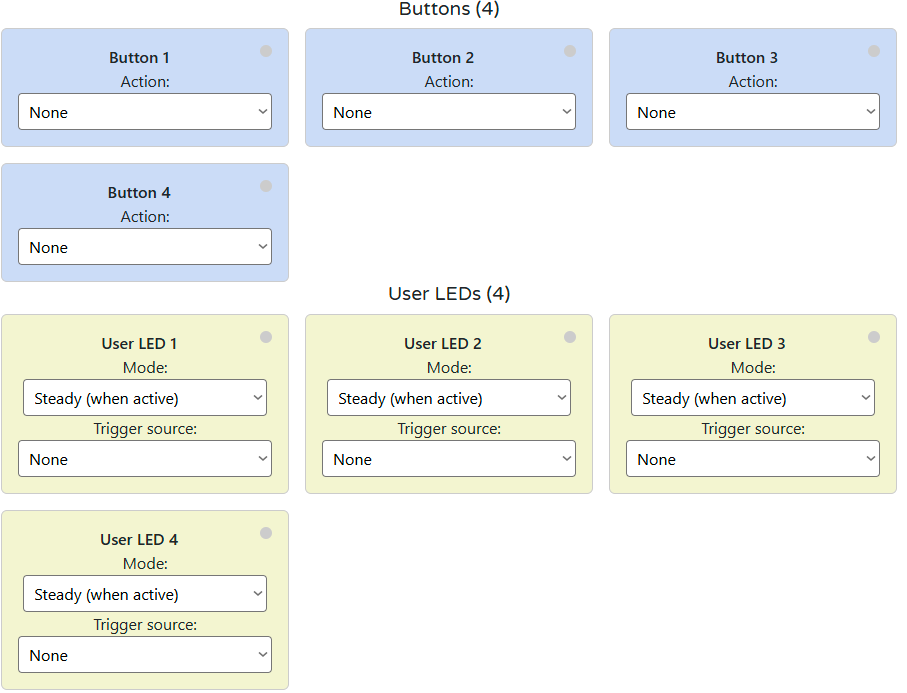 Buttons (4)
Button 1
Action:
None
Button 2
Action:
None
Button 3
Action:
None
Button 4
Action:
None
User LEDs (4)
User LED 1
Mode:
Steady (when active)
Trigger source:
None
User LED 2
Mode:
Steady (when active)
Trigger source:
None
User LED 3
Mode:
Steady (when active)
Trigger source:
None
User LED 4
Mode:
Steady (when active)
Trigger source:
None